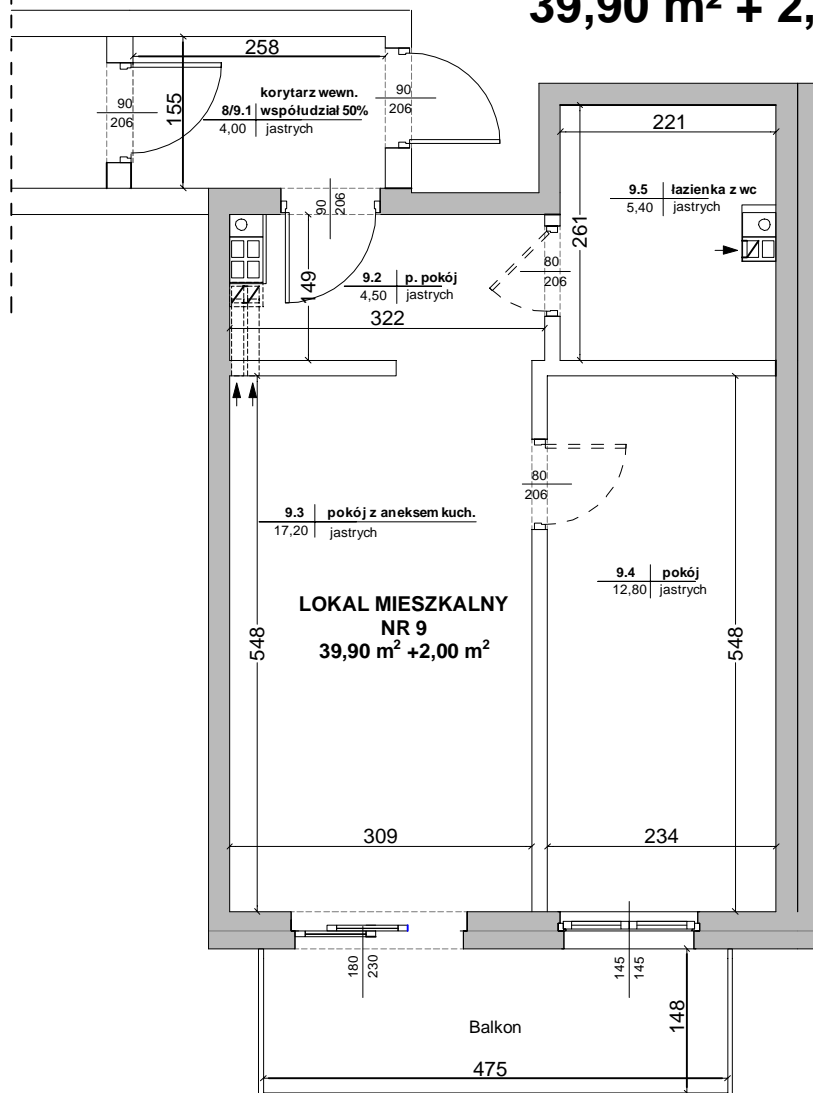 39,90 m² + 2,
258
korytarz wewn.
8/9.1 współudział 50%
4,00 jastrych
90
206
90
206
155
90
206
221
9.5 łazienka z wc
5,40 jastrych
261
149
9.2 p. pokój
4,50 jastrych
80
206
322
80
206
9.3 pokój z aneksem kuch.
17,20 jastrych
9.4 pokój
12,80 jastrych
LOKAL MIESZKALNY
NR 9
39,90 m² +2,00 m²
548
548
309
234
180
230
145
145
148
Balkon
475